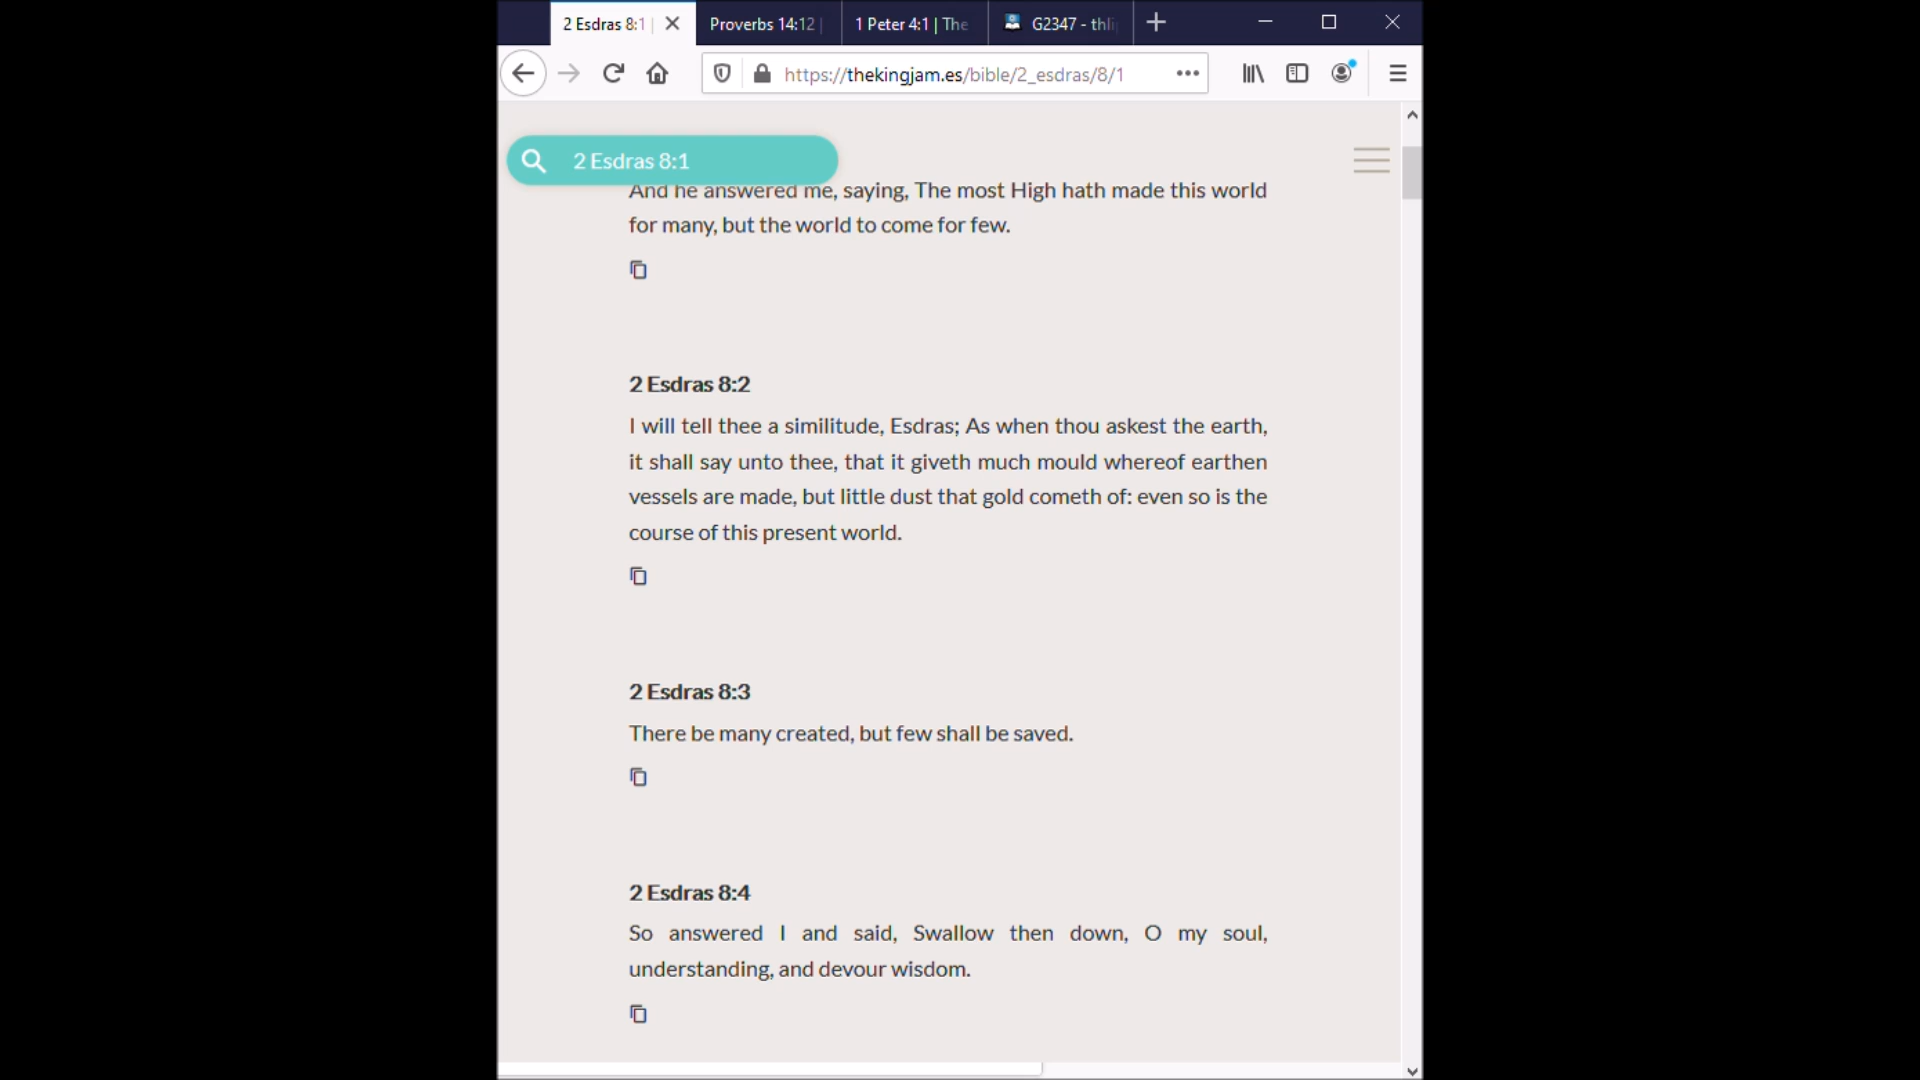 2 Esdras 8:1 |
Proverbs 14:12 |
1 Peter 4:1 | The
G2347 - thli
https://thekingjam.es/bible/2_esdras/8/1
2 Esdras 8:1
And he answered me, saying, The most High hath made this world
for many, but the world to come for few.
2 Esdras 8:2
I will tell thee a similitude, Esdras; As when thou askest the earth,
it shall say unto thee, that it giveth much mould whereof earthen
vessels are made, but little dust that gold cometh of: even so is the
course of this present world.
2 Esdras 8:3
There be many created, but few shall be saved.
2 Esdras 8:4
So answered I and said, Swallow then down, O my soul,
understanding, and devour wisdom.